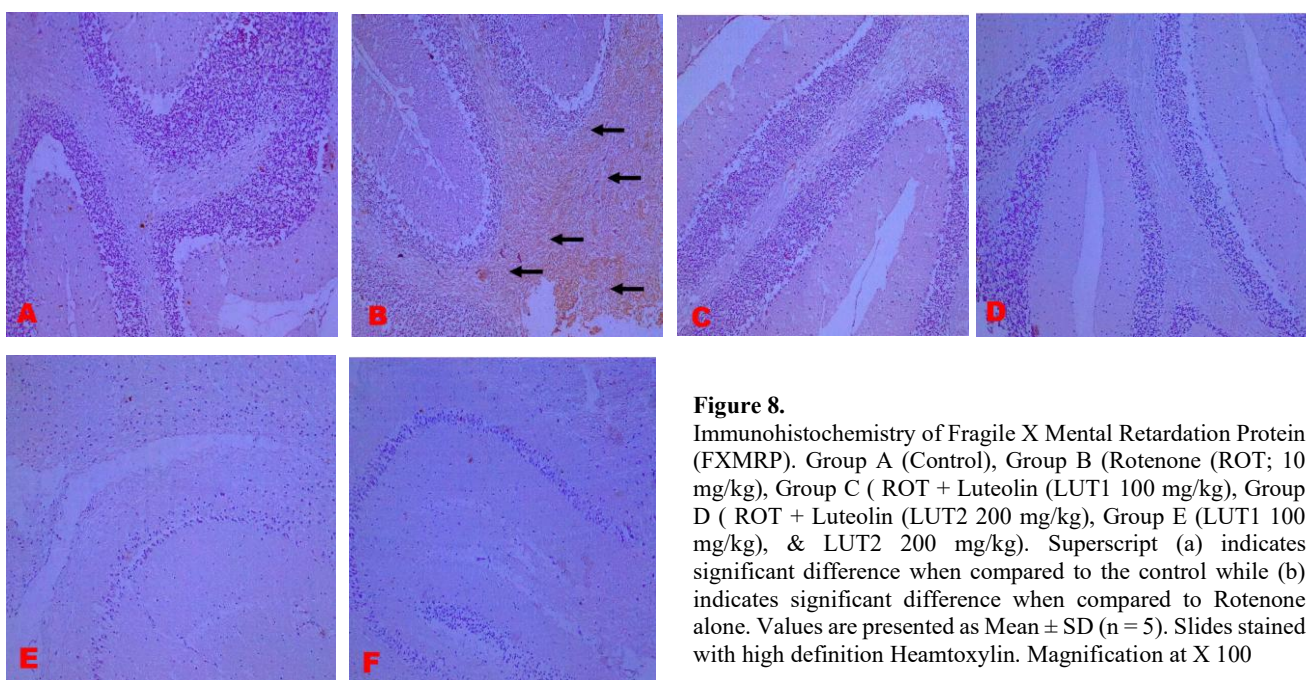 A
B
C
D
E
F
Figure 8.
Immunohistochemistry of Fragile X Mental Retardation Protein
(FXMRP). Group A (Control), Group B (Rotenone (ROT; 10
mg/kg), Group C ( ROT + Luteolin (LUT1 100 mg/kg), Group
D ( ROT + Luteolin (LUT2 200 mg/kg), Group E (LUT1 100
mg/kg), & LUT2 200 mg/kg). Superscript (a) indicates
significant difference when compared to the control while (b)
indicates significant difference when compared to Rotenone
alone. Values are presented as Mean ± SD (n = 5). Slides stained
with high definition Heamtoxylin. Magnification at X 100